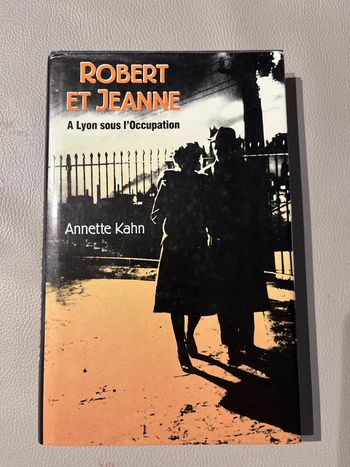 ROBERT
ET JEANNE
A Lyon sous l'Occupation
Annette Kahn